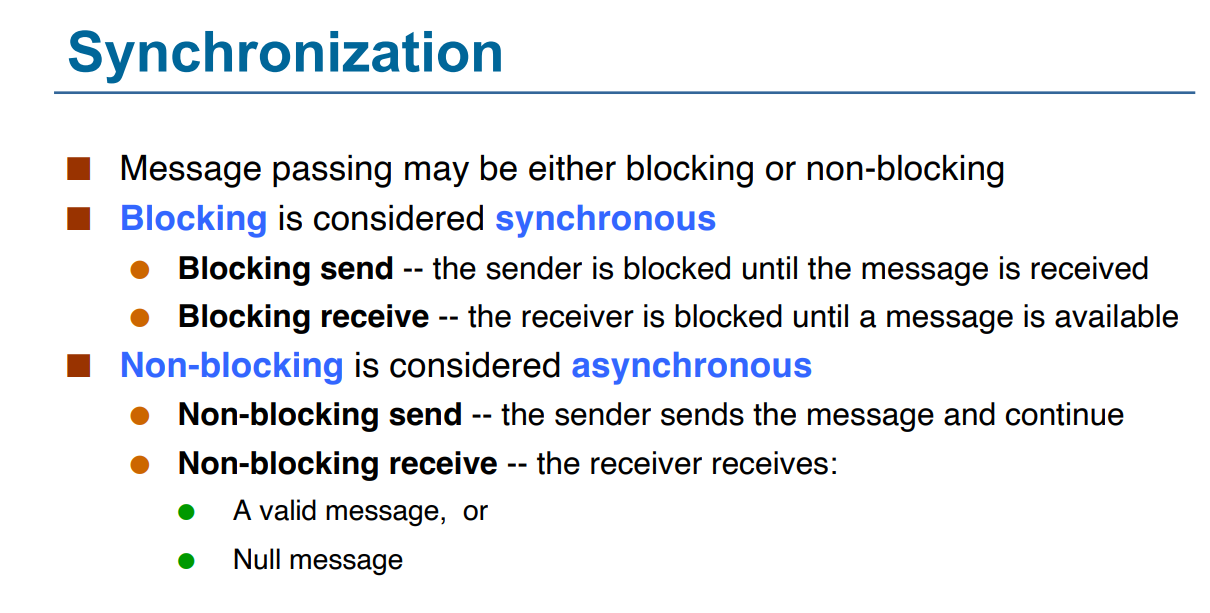 Synchronization
Message passing may be either blocking or non-blocking
Blocking is considered synchronous
Blocking send -- the sender is blocked until the message is received
Blocking receive -- the receiver is blocked until a message is available
Non-blocking is considered asynchronous
Non-blocking send -- the sender sends the message and continue
Non-blocking receive -- the receiver receives:
A valid message, or
Null message